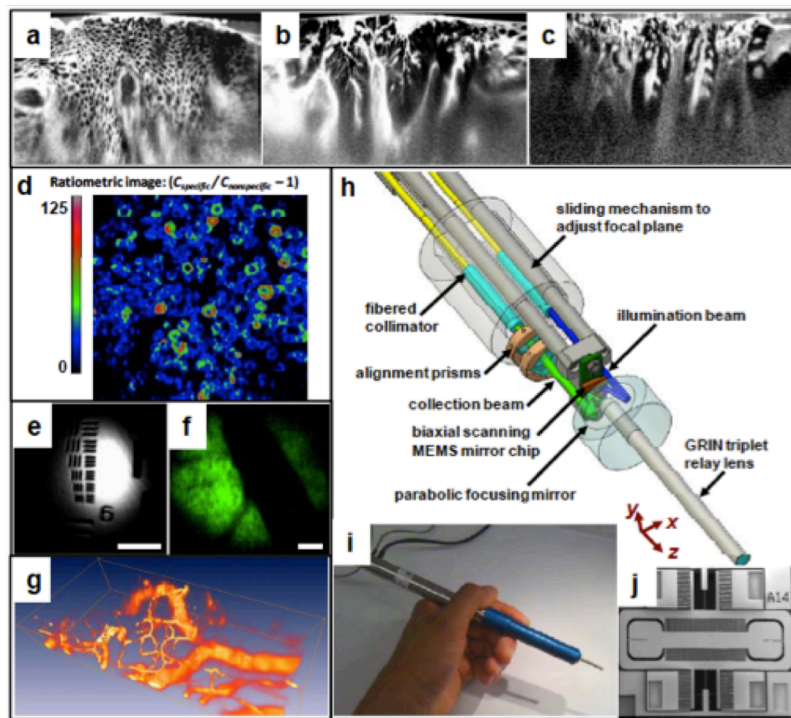 a
b
c
d
Ratiometric image: (Cspecific/Cnonspecific – 1)
125
0
e
6
f
g
h
sliding mechanism to
adjust focal plane
fibered
collimator
illumination beam
alignment prisms
collection beam
biaxial scanning
MEMS mirror chip
GRIN triplet
relay lens
parabolic focusing mirror
y
x
z
i
j
A14